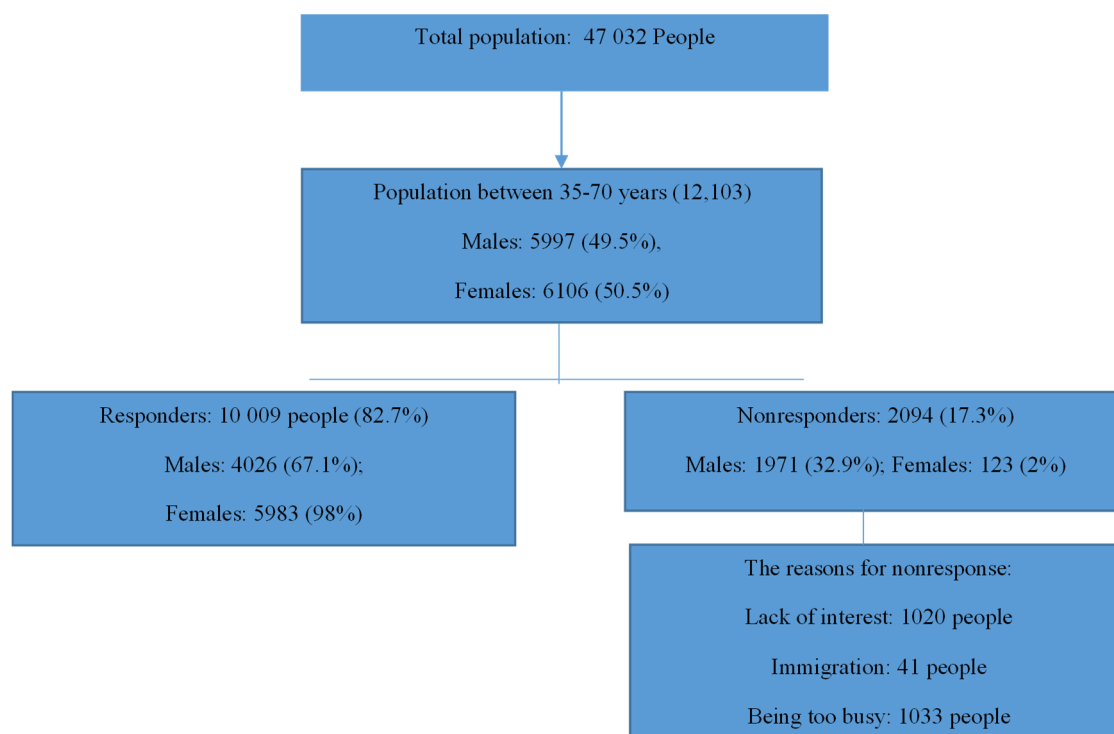 Total population: 47 032 People
Population between 35-70 years (12,103)
Males: 5997 (49.5%),
Females: 6106 (50.5%)
Responders: 10 009 people (82.7%)
Males: 4026 (67.1%);
Females: 5983 (98%)
Nonresponders: 2094 (17.3%)
Males: 1971 (32.9%); Females: 123 (2%)
The reasons for nonresponse:
Lack of interest: 1020 people
Immigration: 41 people
Being too busy: 1033 people